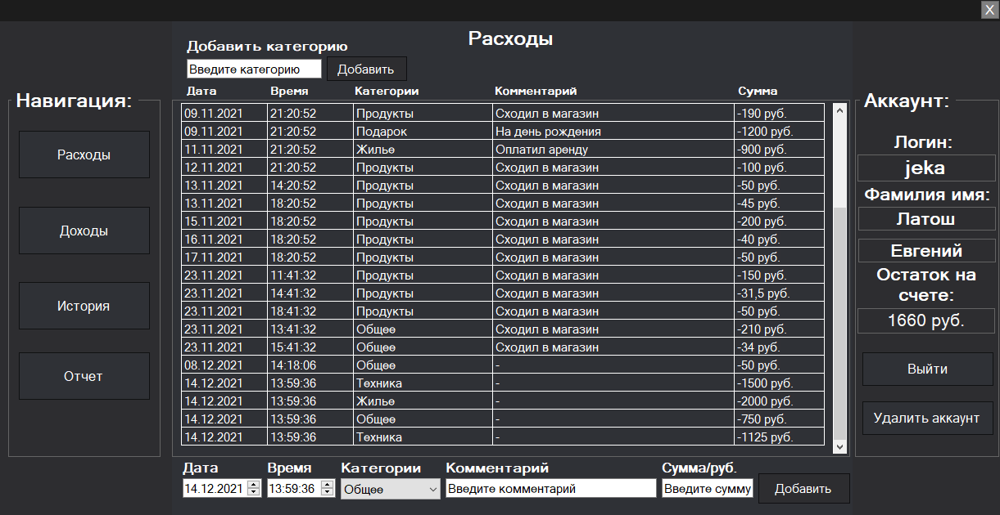 X
Расходы
Добавить категорию
Введите категорию Добавить
Дата Время Категории Комментарий Сумма
Навигация:
Расходы
Доходы
История
Отчет
09.11.2021 21:20:52 Продукты Сходил в магазин -190 руб.
09.11.2021 21:20:52 Подарок На день рождения -1200 руб.
11.11.2021 21:20:52 Жилье Оплатил аренду -900 руб.
12.11.2021 21:20:52 Продукты Сходил в магазин -100 руб.
13.11.2021 14:20:52 Продукты Сходил в магазин -50 руб.
13.11.2021 18:20:52 Продукты Сходил в магазин -45 руб.
15.11.2021 18:20:52 Продукты Сходил в магазин -200 руб.
16.11.2021 18:20:52 Продукты Сходил в магазин -40 руб.
17.11.2021 18:20:52 Продукты Сходил в магазин -50 руб.
23.11.2021 11:41:32 Продукты Сходил в магазин -150 руб.
23.11.2021 14:41:32 Продукты Сходил в магазин -31,5 руб.
23.11.2021 18:41:32 Продукты Сходил в магазин -50 руб.
23.11.2021 13:41:32 Общее Сходил в магазин -210 руб.
23.11.2021 15:41:32 Общее Сходил в магазин -34 руб.
08.12.2021 14:18:06 Общее - -50 руб.
14.12.2021 13:59:36 Техника - -1500 руб.
14.12.2021 13:59:36 Жилье - -2000 руб.
14.12.2021 13:59:36 Общее - -750 руб.
14.12.2021 13:59:36 Техника - -1125 руб.
Дата Время Категории Комментарий Сумма/руб.
14.12.2021 13:59:36 Общее Введите комментарий Введите сумму Добавить
Аккаунт:
Логин:
jeka
Фамилия имя:
Латош
Евгений
Остаток на
счете:
1660 руб.
Выйти
Удалить аккаунт